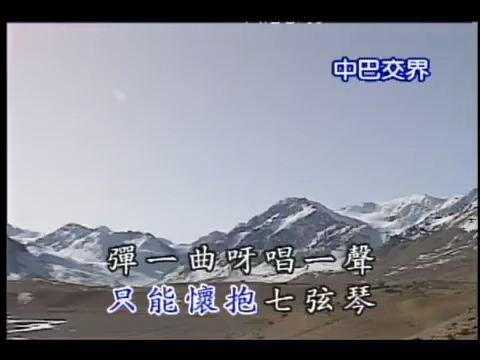 中巴交界
彈一曲呀唱一聲
只能懷抱七弦琴